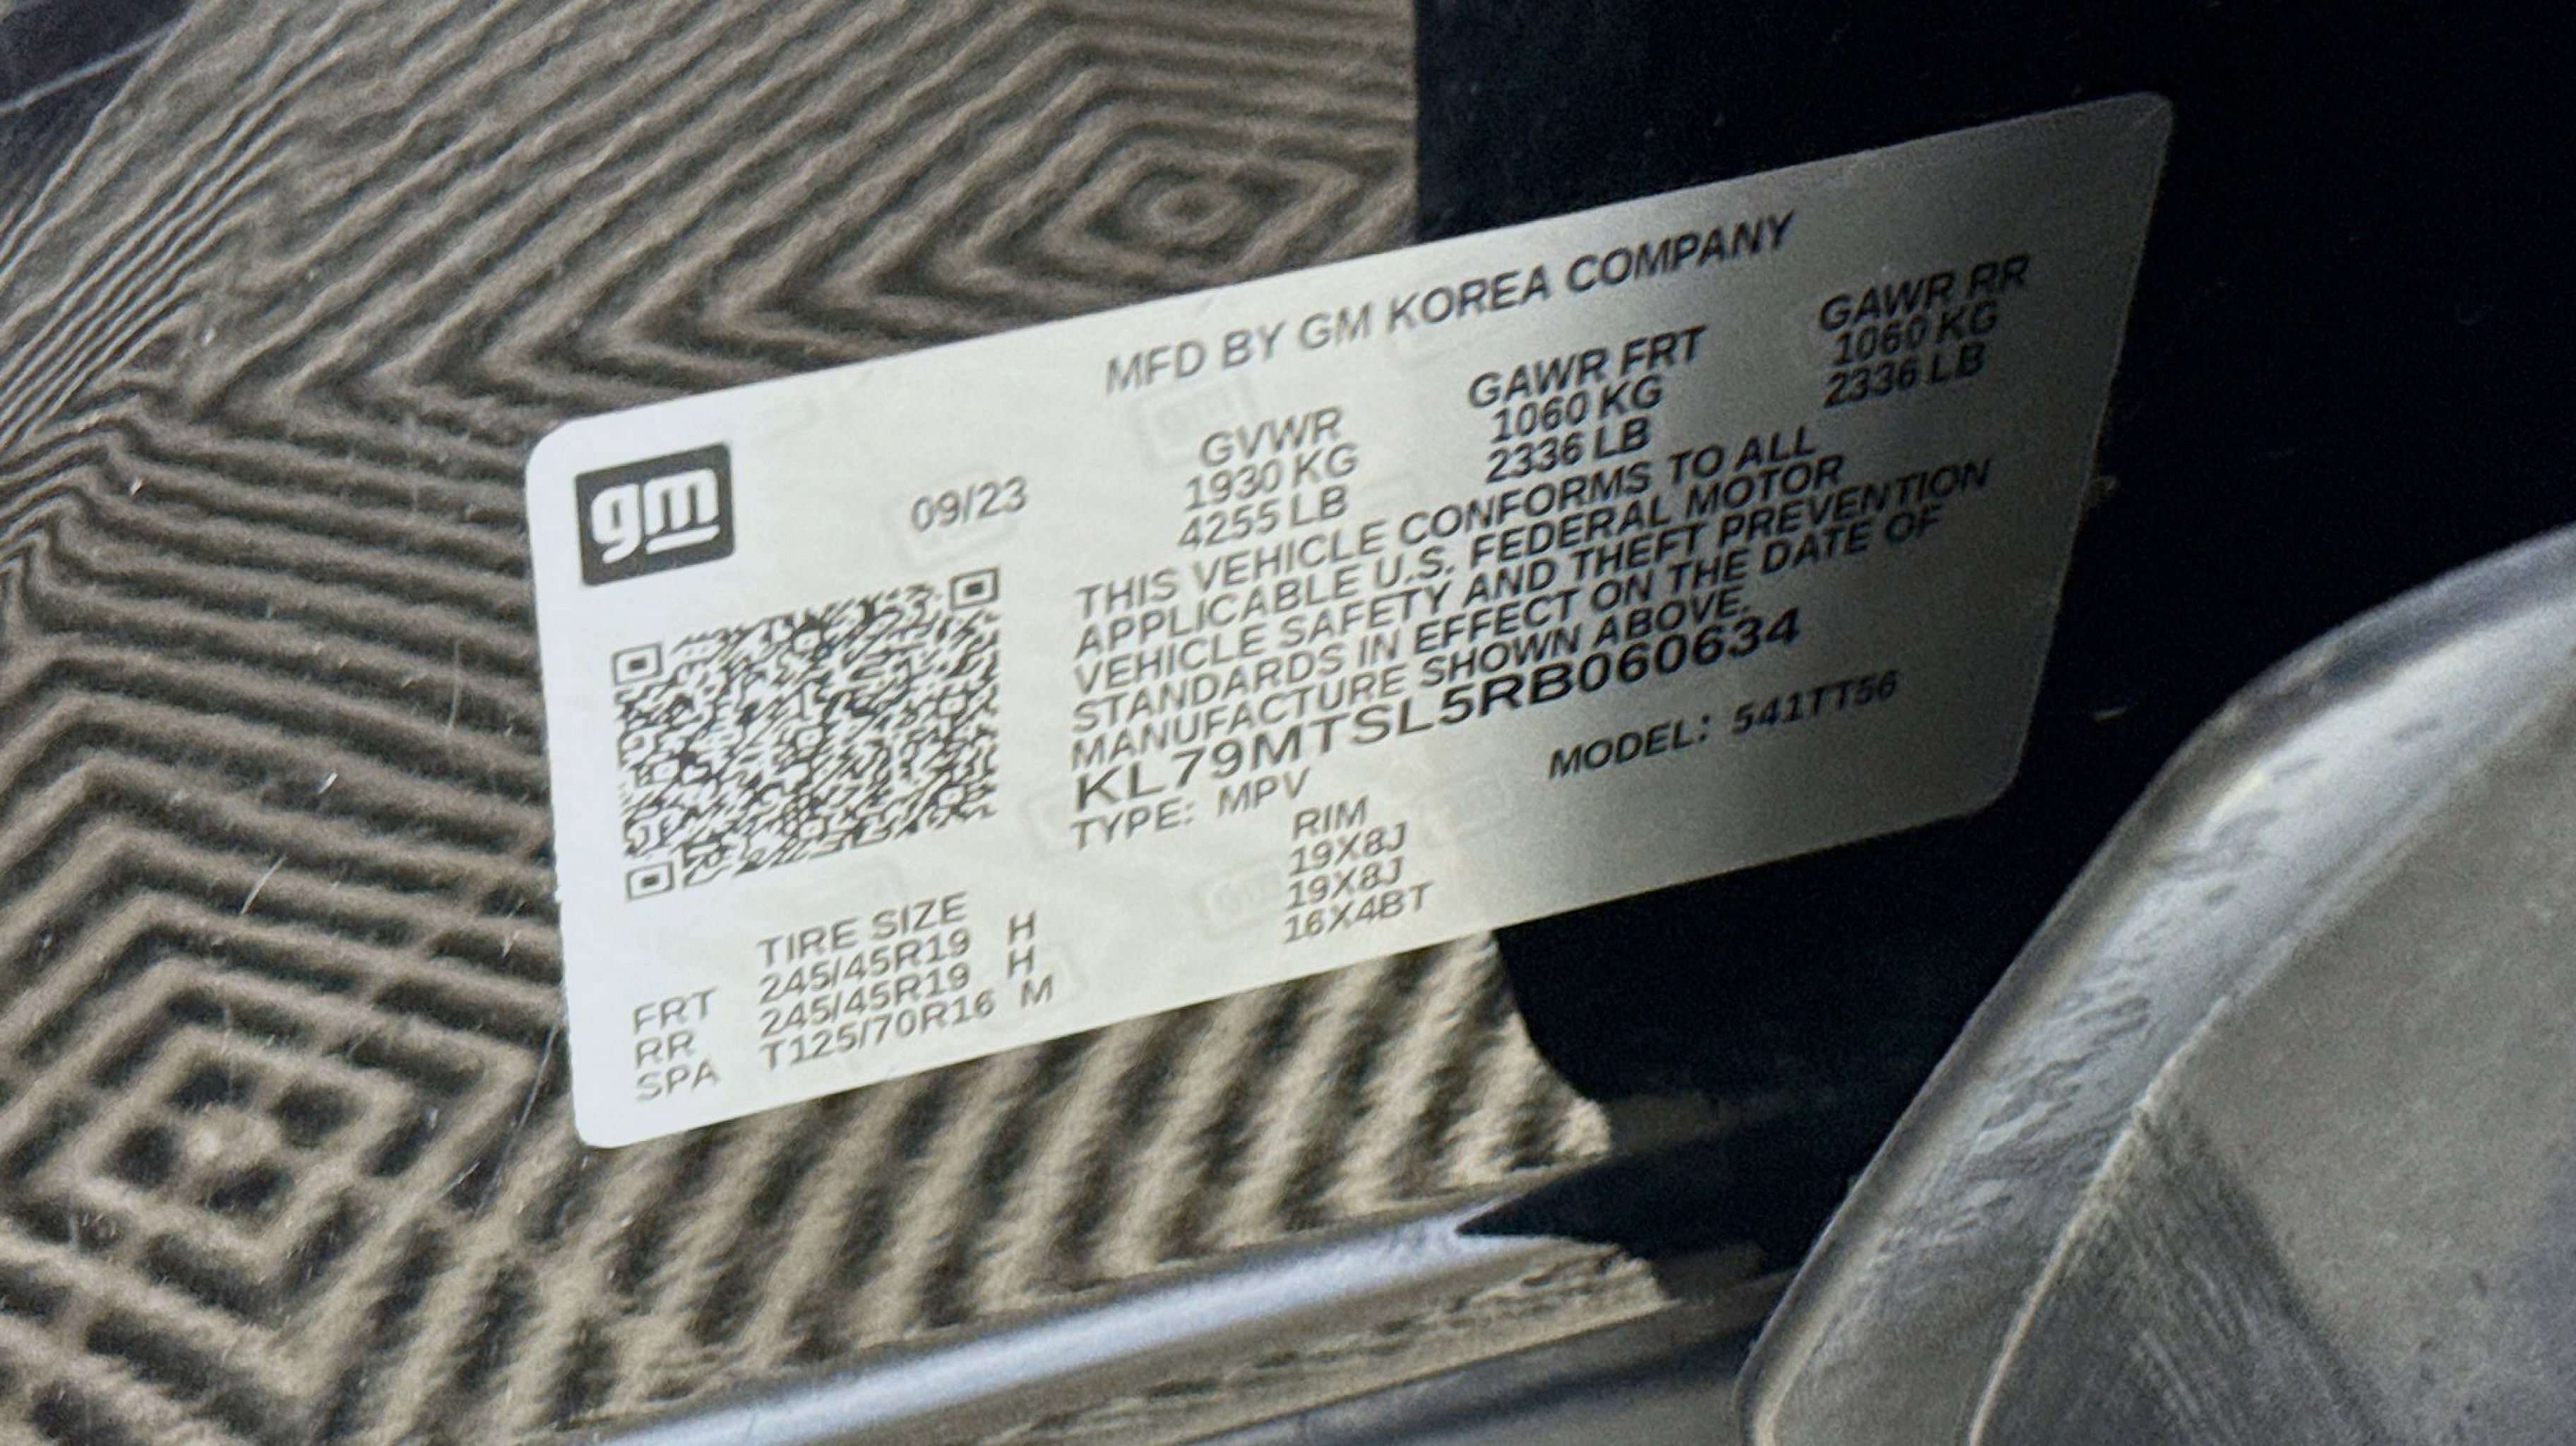 MFD BY GM KOREA COMPANY
gm
09/23
GVWR GAWR FRT GAWR RR
1930 KG 1060 KG 1060 KG
4255 LB 2336 LB 2336 LB
THIS VEHICLE CONFORMS TO ALL
APPLICABLE U.S. FEDERAL MOTOR
VEHICLE SAFETY AND THEFT PREVENTION
STANDARDS IN EFFECT ON THE DATE OF
MANUFACTURE SHOWN ABOVE.
KL79MTSL5RB060634
TYPE: MPV MODEL: 541TT56
TIRE SIZE RIM
FRT 245/45R19 H 19X8J
RR 245/45R19 H 19X8J
SPA T125/70R16 M 16X4BT